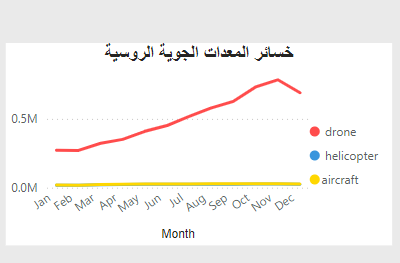 خسائر المعدات الجوية الروسية
0.5M
0.0M
drone
helicopter
aircraft
Jan Feb Mar Apr May Jun Jul Aug Sep Oct Nov Dec
Month